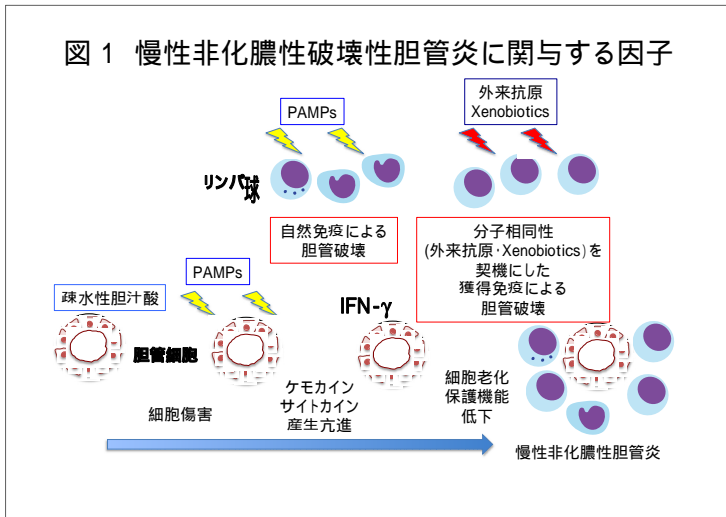 図 1 慢性非化膿性破壊性胆管炎に関与する因子
PAMPs
外来抗原
Xenobiotics
リンパ球
自然免疫による
胆管破壊
分子相同性
(外来抗原・Xenobiotics)を
契機にした
獲得免疫による
胆管破壊
PAMPs
疎水性胆汁酸
IFN-γ
胆管細胞
ケモカイン
サイトカイン
産生亢進
細胞老化
保護機能
低下
細胞傷害
慢性非化膿性胆管炎